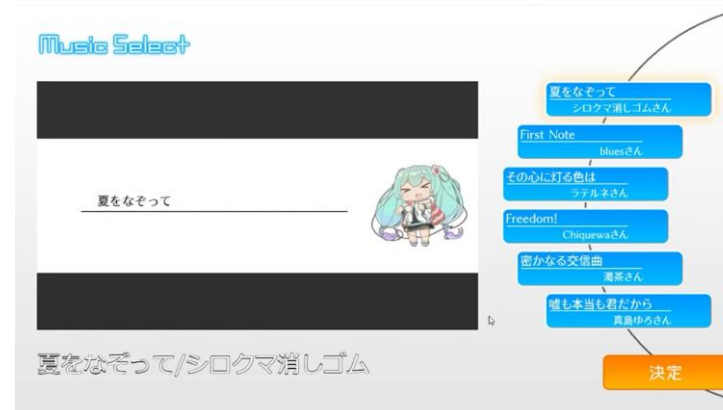 Music Select
夏をなぞって
夏をなぞって
シロクマ消しゴムさん
First Note
bluesさん
その心に灯る色は
ラテルネさん
Freedom!
Chiquewaさん
密かなる交信曲
濁茶さん
嘘も本当も君だから
真島ゆろさん
夏をなぞって/シロクマ消しゴム
決定